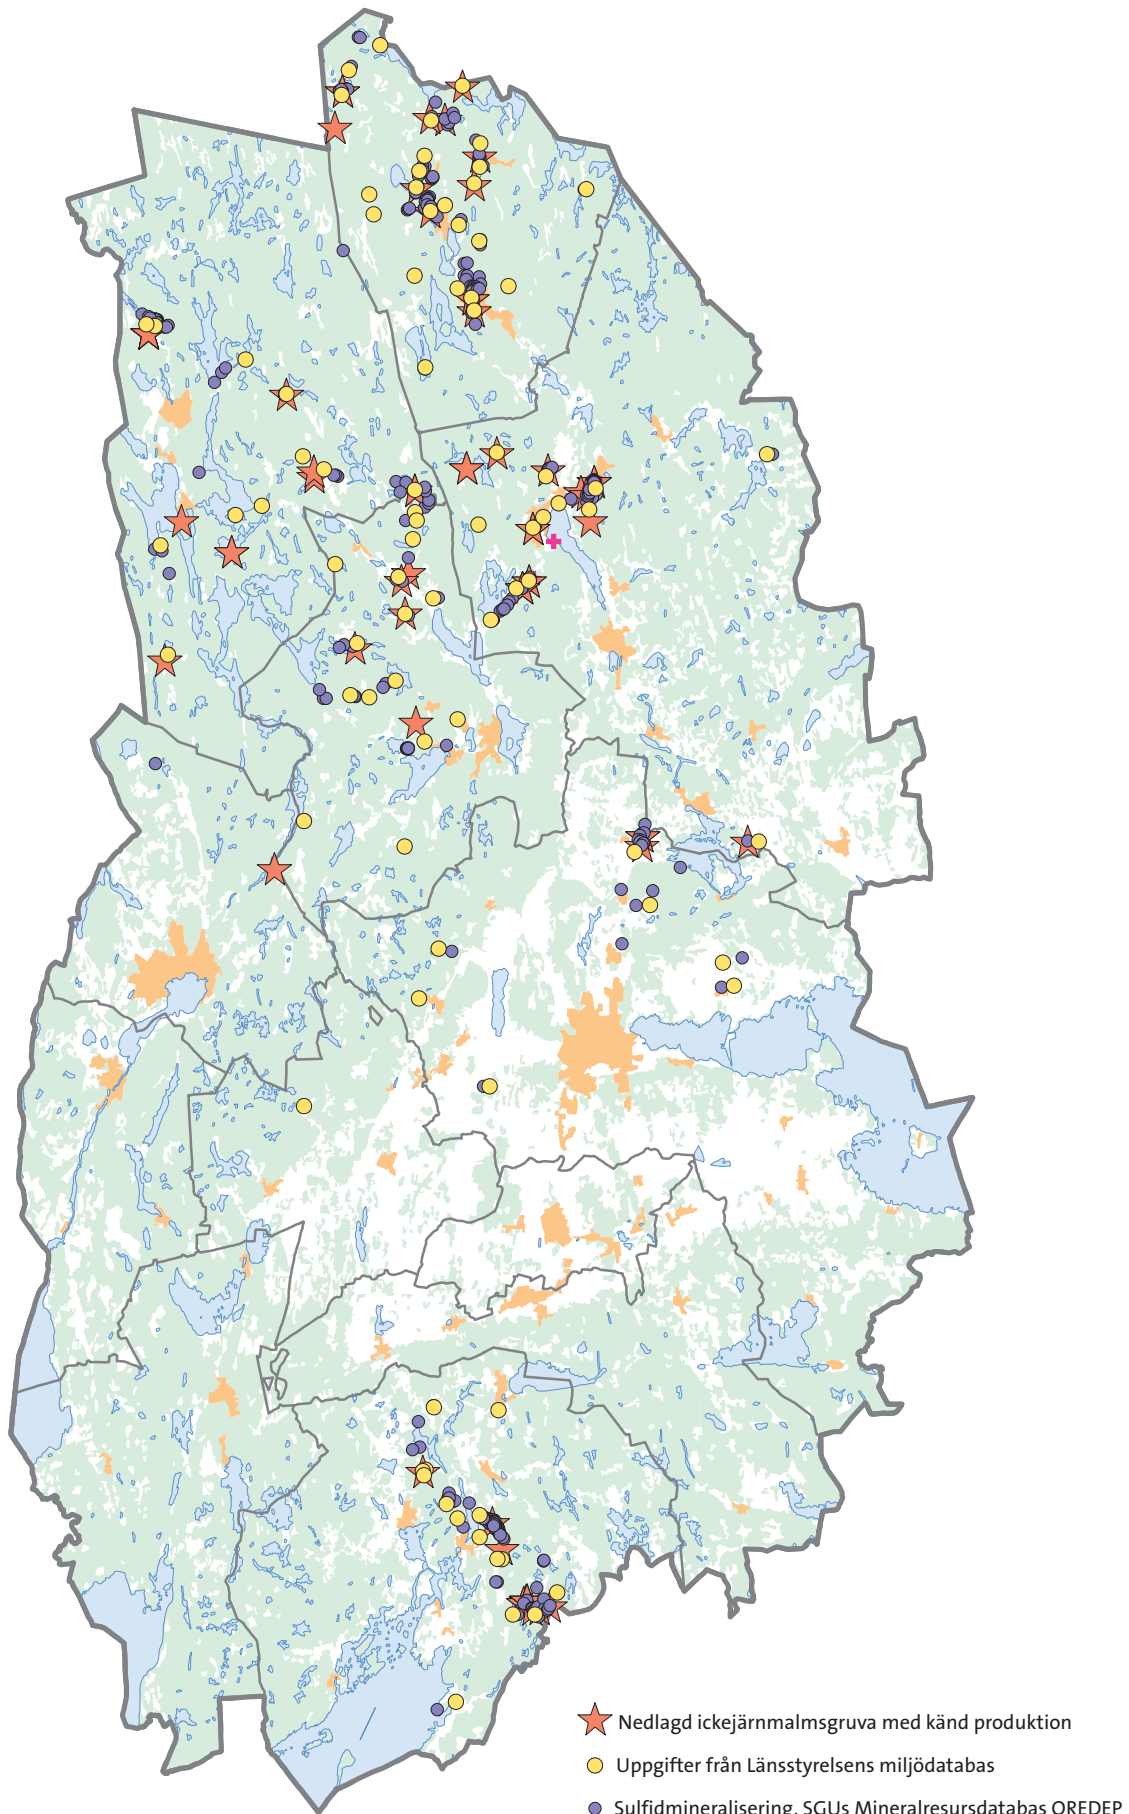 Nedlagd ickejärnmalmsgruva med känd produktion
Uppgifter från Länsstyrelsens miljödatabas
Sulfidmineralisering, SGUs Mineralresursdatabas OREDEP